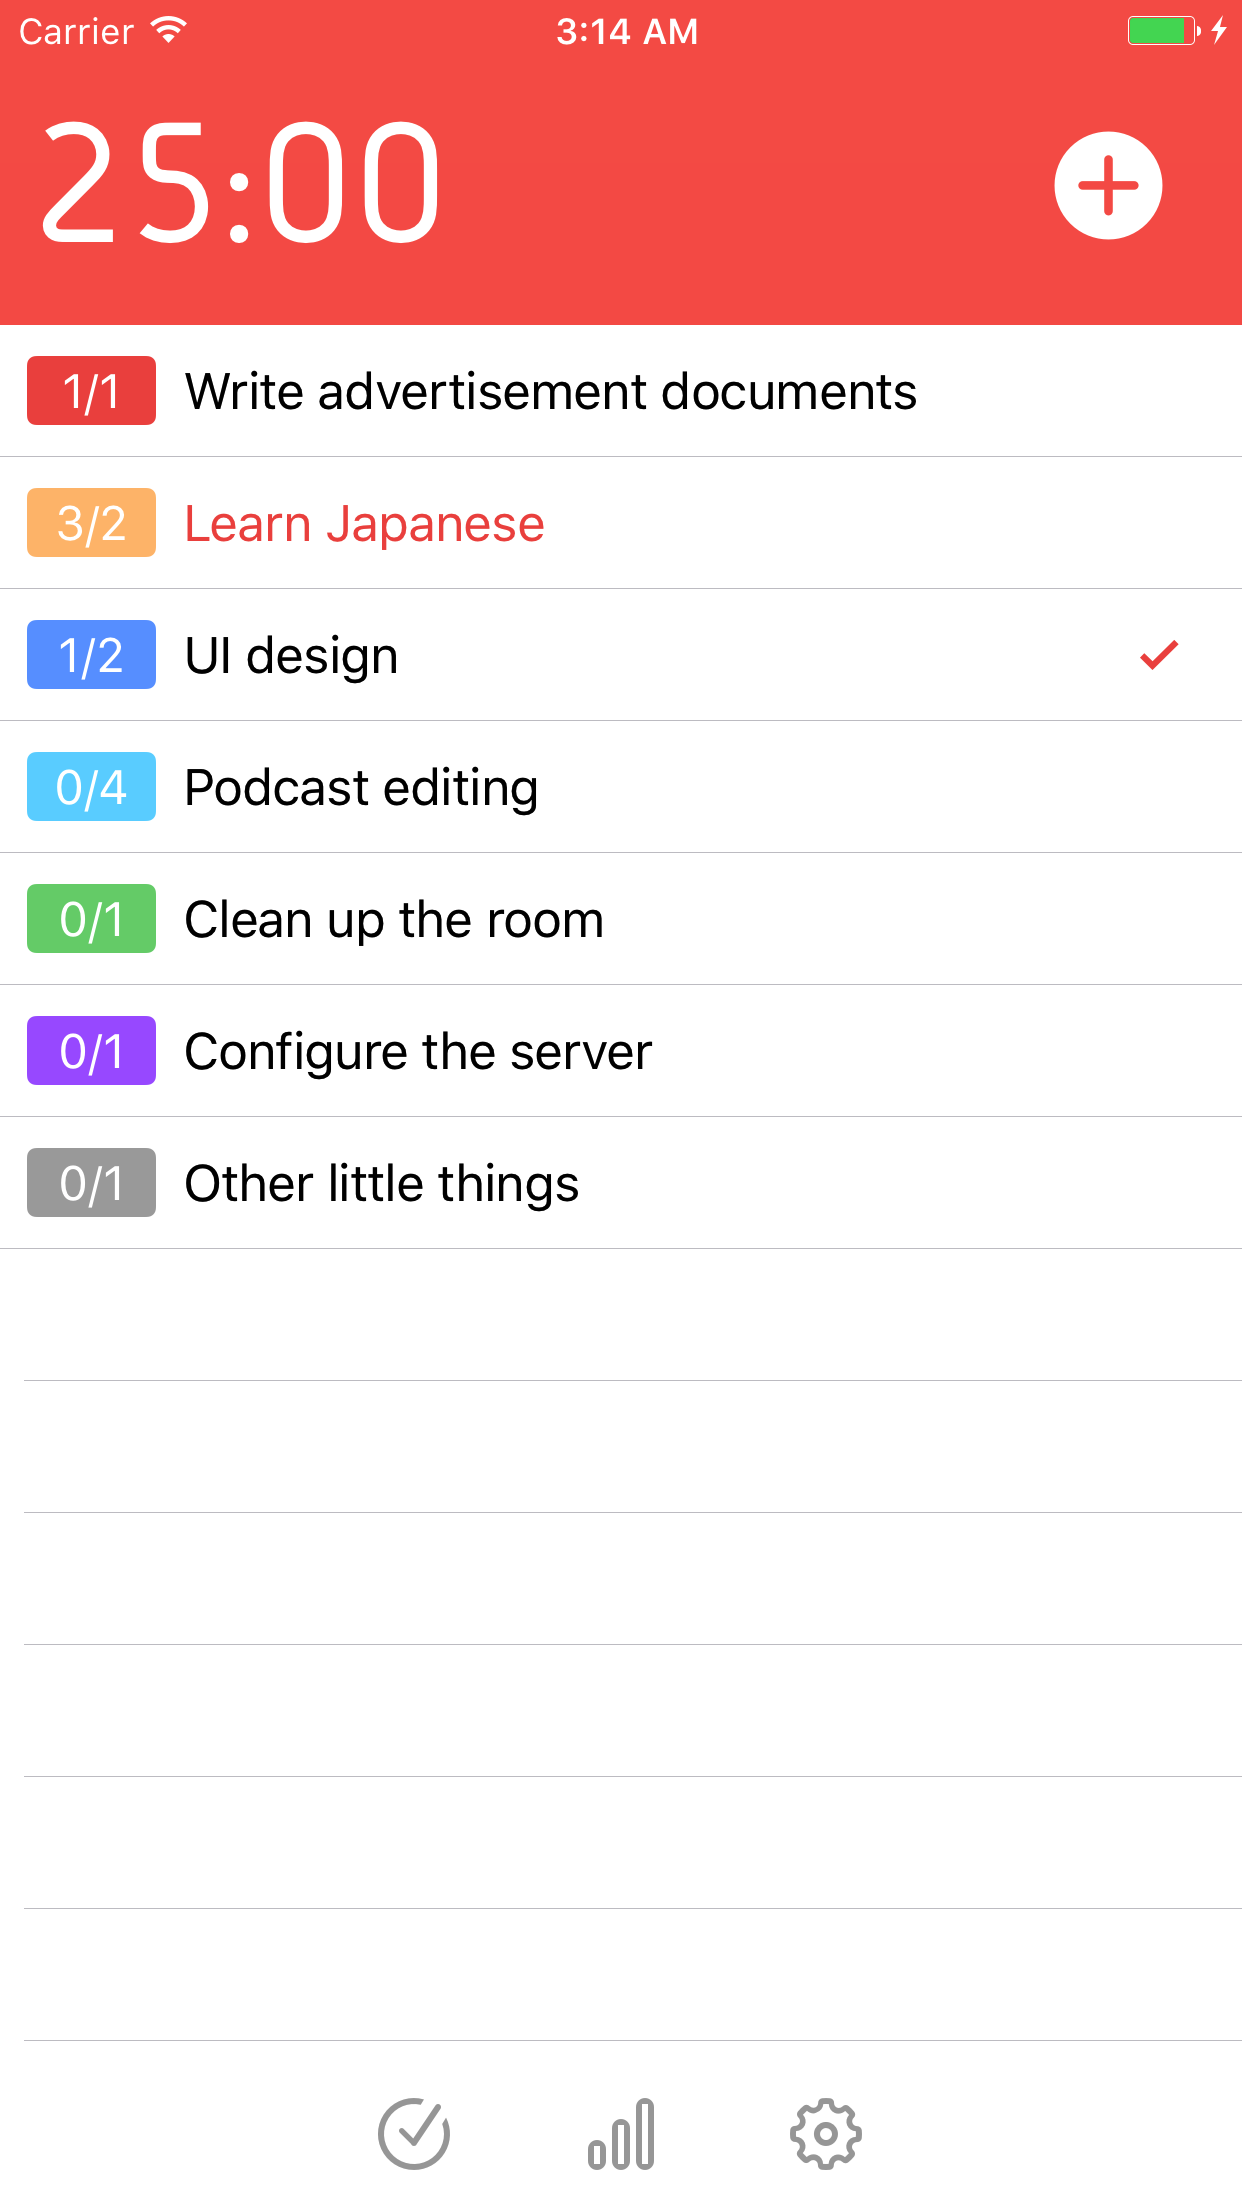 Carrier 3:14 AM
25:00
1/1 Write advertisement documents
3/2 Learn Japanese
1/2 UI design
0/4 Podcast editing
0/1 Clean up the room
0/1 Configure the server
0/1 Other little things